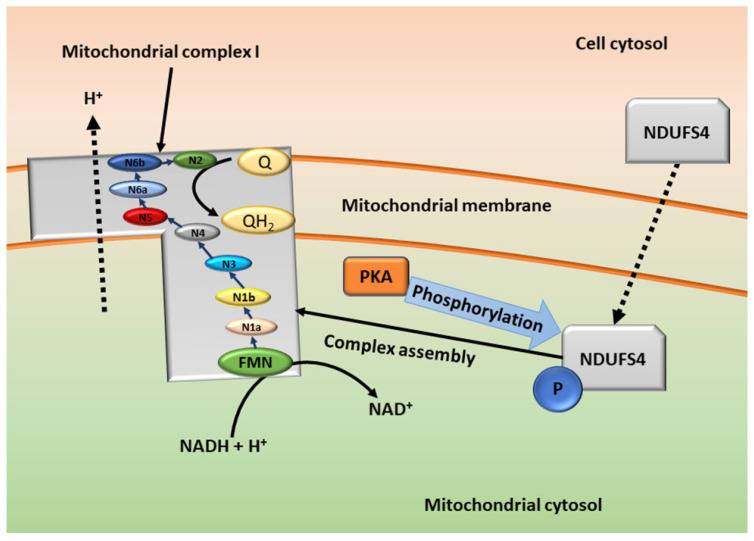 Mitochondrial complex I
Cell cytosol
H⁺
NDUFS4
N6b
N2
Q
N6a
N5
QH₂
Mitochondrial membrane
N4
N3
PKA
Phosphorylation
N1b
N1a
Complex assembly
NDUFS4
FMN
P
NAD⁺
NADH + H⁺
Mitochondrial cytosol